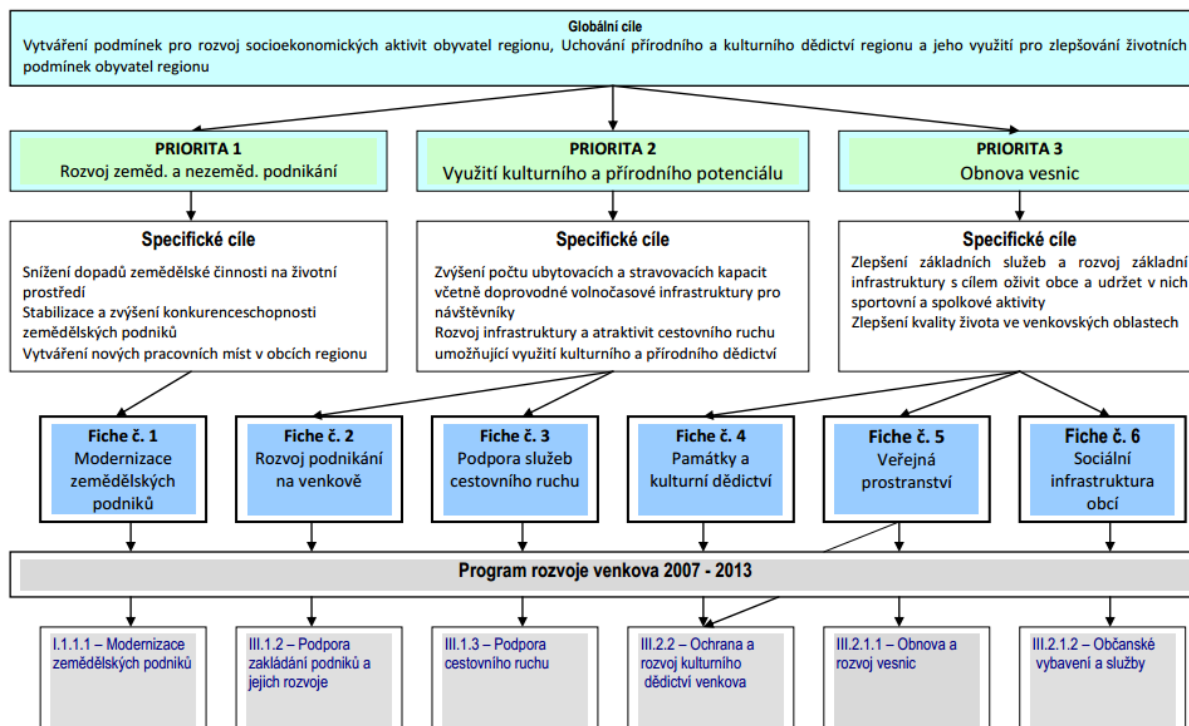 Globální cíle
Vytváření podmínek pro rozvoj socioekonomických aktivit obyvatel regionu, Uchování přírodního a kulturního dědictví regionu a jeho využití pro zlepšování životních
podmínek obyvatel regionu
PRIORITA 1
Rozvoj zeměd. a nezeměd. podnikání
PRIORITA 2
Využití kulturního a přírodního potenciálu
PRIORITA 3
Obnova vesnic
Specifické cíle
Snížení dopadů zemědělské činnosti na životní
prostředí
Stabilizace a zvýšení konkurenceschopnosti
zemědělských podniků
Vytváření nových pracovních míst v obcích regionu
Specifické cíle
Zvýšení počtu ubytovacích a stravovacích kapacit
včetně doprovodné volnočasové infrastruktury pro
návštěvníky
Rozvoj infrastruktury a atraktivit cestovního ruchu
umožňující využití kulturního a přírodního dědictví
Specifické cíle
Zlepšení základních služeb a rozvoj základní
infrastruktury s cílem oživit obce a udržet v nich
sportovní a spolkové aktivity
Zlepšení kvality života ve venkovských oblastech
Fiche č. 1
Modernizace
zemědělských
podniků
Fiche č. 2
Rozvoj podnikání
na venkově
Fiche č. 3
Podpora služeb
cestovního ruchu
Fiche č. 4
Památky a
kulturní dědictví
Fiche č. 5
Veřejná
prostranství
Fiche č. 6
Sociální
infrastruktura
obcí
Program rozvoje venkova 2007 - 2013
I.1.1.1 – Modernizace
zemědělských podniků
III.1.2 – Podpora
zakládání podniků a
jejich rozvoje
III.1.3 – Podpora
cestovního ruchu
III.2.2 – Ochrana a
rozvoj kulturního
dědictví venkova
III.2.1.1 – Obnova a
rozvoj vesnic
III.2.1.2 – Občanské
vybavení a služby